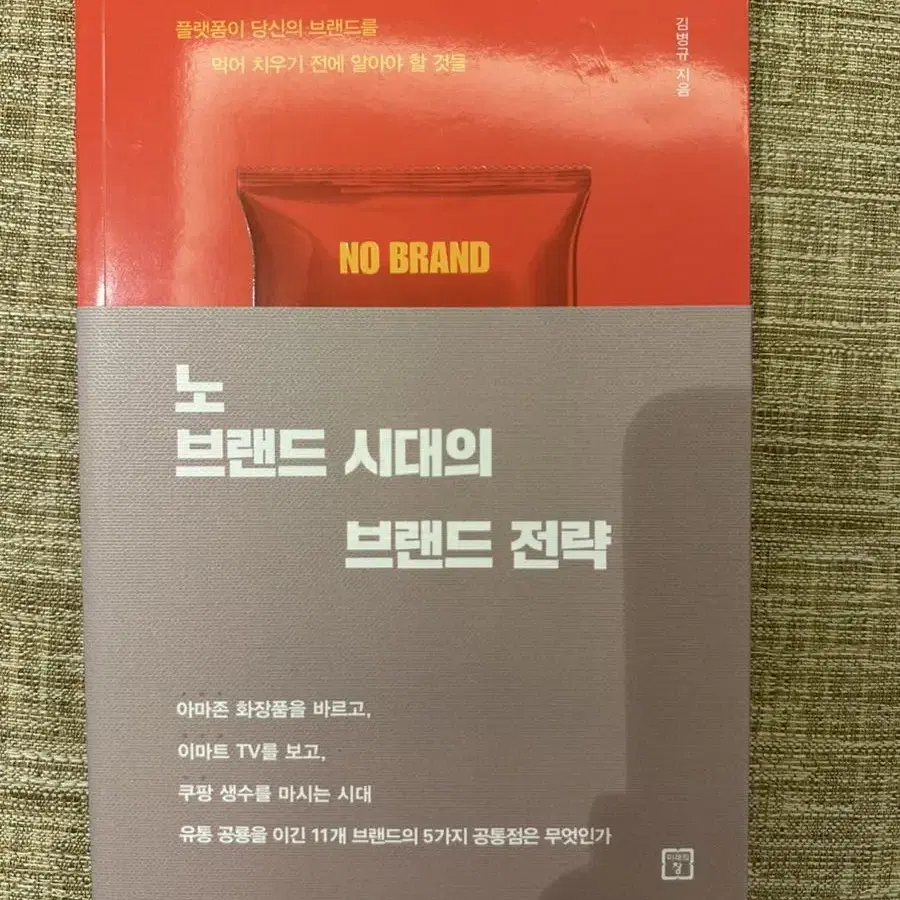 플랫폼이 당신의 브랜드를
먹어 치우기 전에 알아야 할 것들
김병규 지음
NO BRAND
노
브랜드 시대의
브랜드 전략
아마존 화장품을 바르고,
이마트 TV를 보고,
쿠팡 생수를 마시는 시대
유통 공룡을 이긴 11개 브랜드의 5가지 공통점은 무엇인가
미래의
창